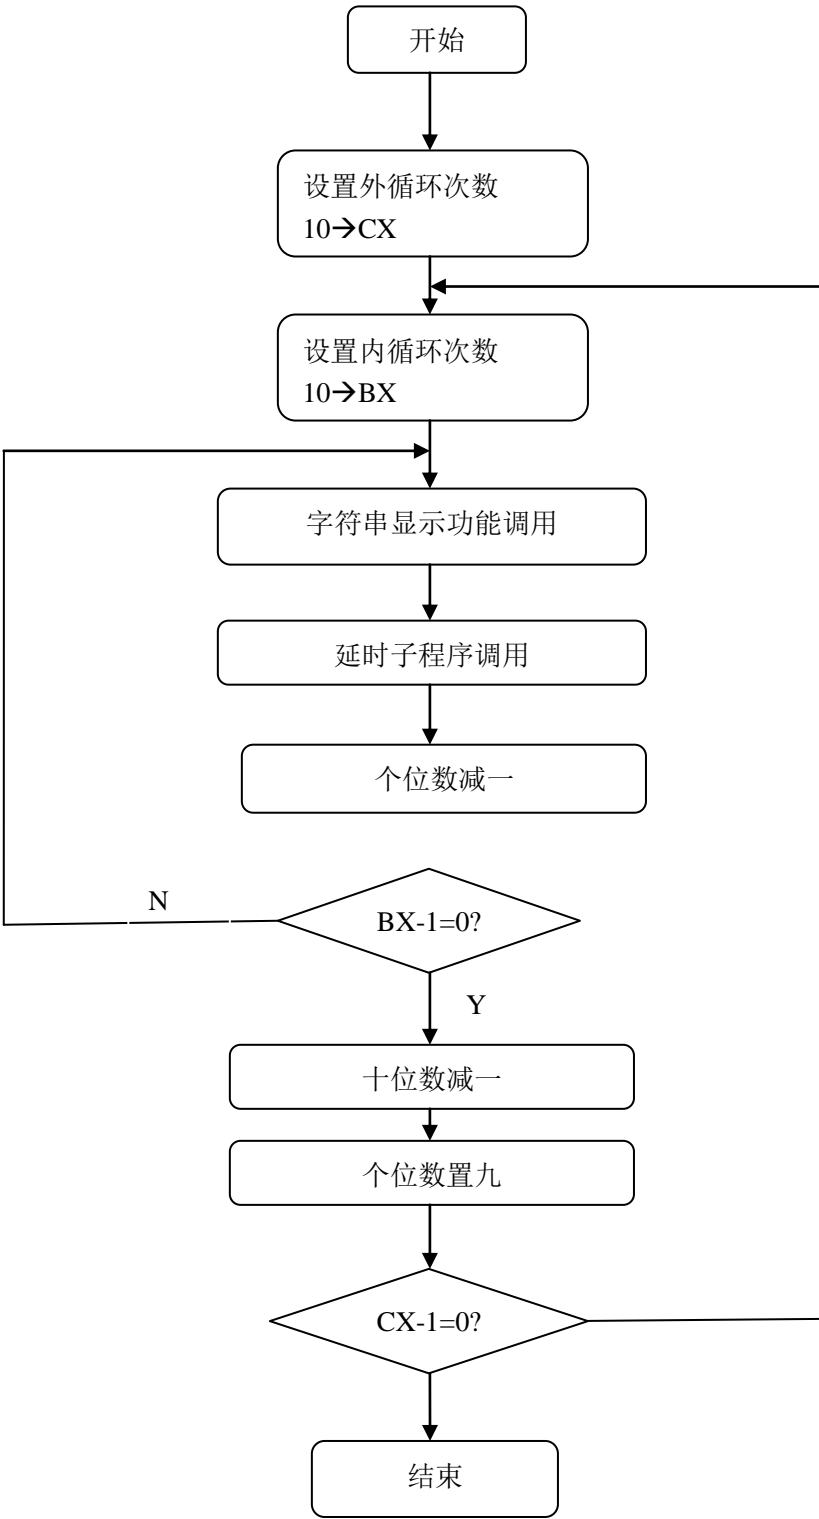 开始
设置外循环次数
10→CX
设置内循环次数
10→BX
字符串显示功能调用
延时子程序调用
个位数减一
N
BX-1=0?
Y
十位数减一
个位数置九
CX-1=0?
结束